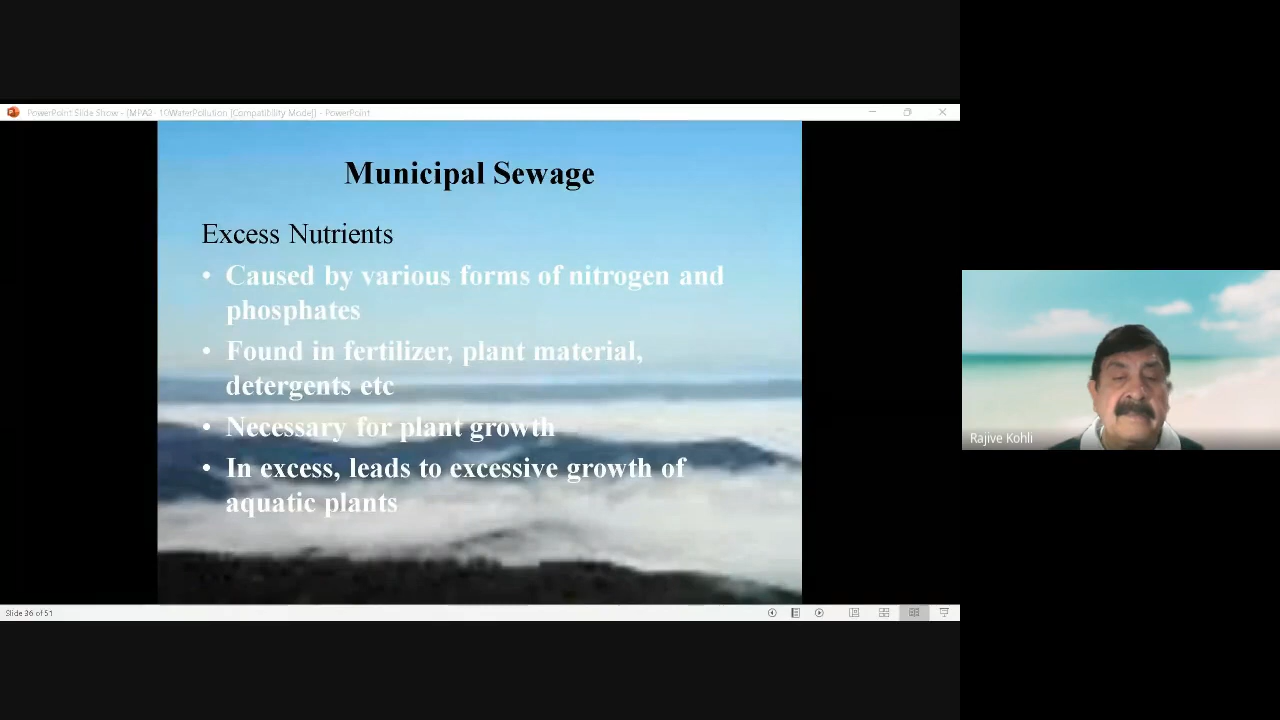 PowerPoint Slide Show - [MPA2 - 10WaterPollution [Compatibility Mode]] - PowerPoint
Municipal Sewage
Excess Nutrients
• Caused by various forms of nitrogen and
phosphates
• Found in fertilizer, plant material,
detergents etc
• Necessary for plant growth
• In excess, leads to excessive growth of
aquatic plants
Rajive Kohli
Slide 36 of 51